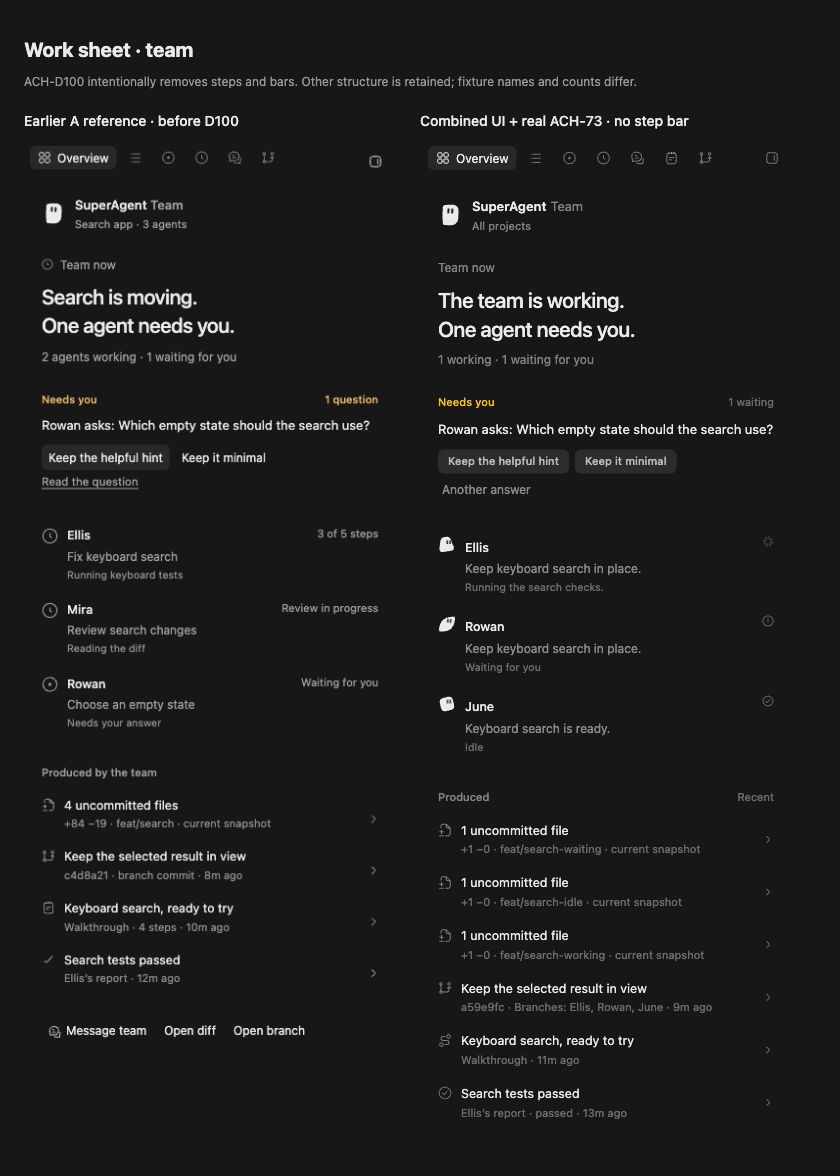 Work sheet · team
ACH-D100 intentionally removes steps and bars. Other structure is retained; fixture names and counts differ.
Earlier A reference · before D100
Overview
SuperAgent Team
Search app · 3 agents
Team now
Search is moving.
One agent needs you.
2 agents working · 1 waiting for you
Needs you
1 question
Rowan asks: Which empty state should the search use?
Keep the helpful hint
Keep it minimal
Read the question
Ellis
3 of 5 steps
Fix keyboard search
Running keyboard tests
Mira
Review in progress
Review search changes
Reading the diff
Rowan
Waiting for you
Choose an empty state
Needs your answer
Produced by the team
4 uncommitted files
+84 −19 · feat/search · current snapshot
Keep the selected result in view
c4d8a21 · branch commit · 8m ago
Keyboard search, ready to try
Walkthrough · 4 steps · 10m ago
Search tests passed
Ellis's report · 12m ago
Message team
Open diff
Open branch
Combined UI + real ACH-73 · no step bar
Overview
SuperAgent Team
All projects
Team now
The team is working.
One agent needs you.
1 working · 1 waiting for you
Needs you
1 waiting
Rowan asks: Which empty state should the search use?
Keep the helpful hint
Keep it minimal
Another answer
Ellis
Keep keyboard search in place.
Running the search checks.
Rowan
Keep keyboard search in place.
Waiting for you
June
Keyboard search is ready.
Idle
Produced
Recent
1 uncommitted file
+1 −0 · feat/search-waiting · current snapshot
1 uncommitted file
+1 −0 · feat/search-idle · current snapshot
1 uncommitted file
+1 −0 · feat/search-working · current snapshot
Keep the selected result in view
a59e9fc · Branches: Ellis, Rowan, June · 9m ago
Keyboard search, ready to try
Walkthrough · 11m ago
Search tests passed
Ellis's report · passed · 13m ago